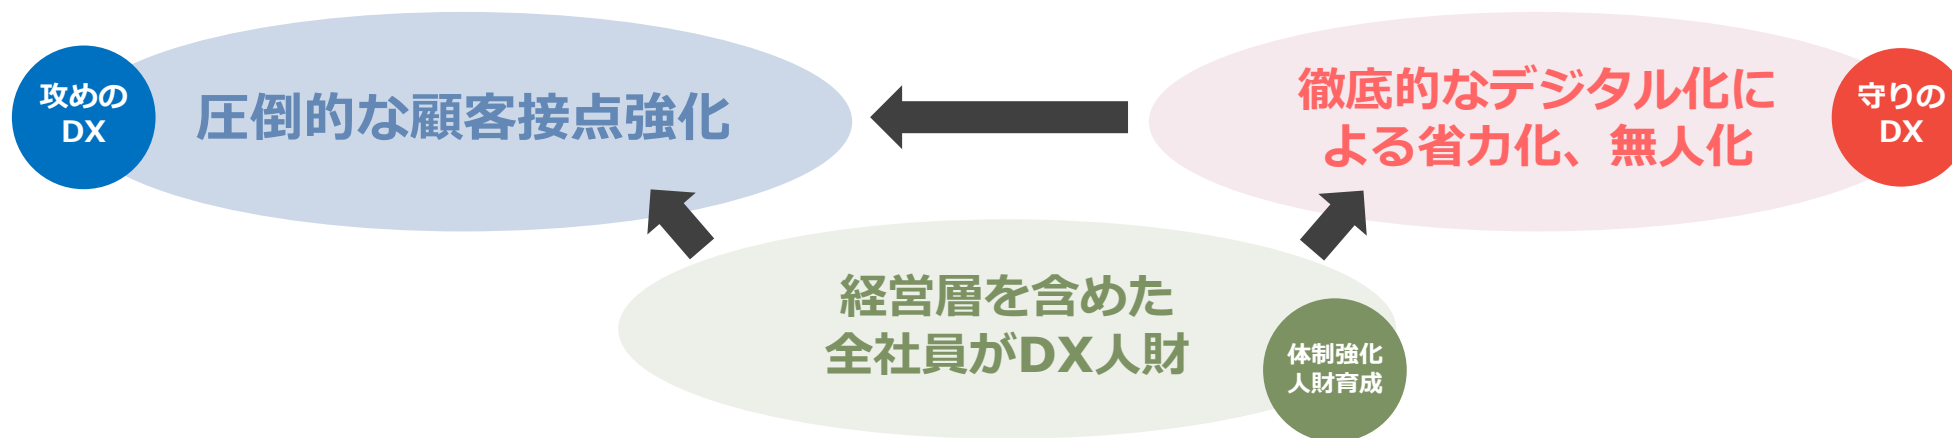 攻めの
DX
圧倒的な顧客接点強化
徹底的なデジタル化に
よる省力化、無人化
守りの
DX
経営層を含めた
全社員がDX人財
体制強化
人財育成